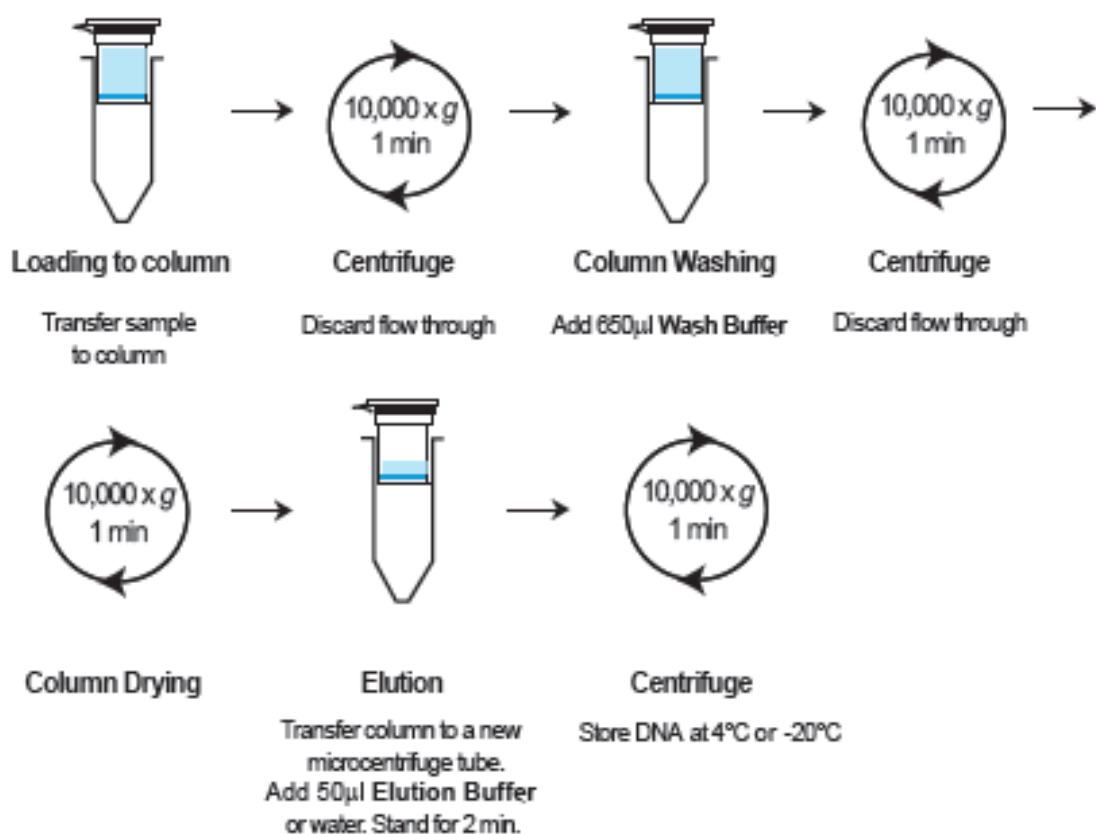 10,000 x g
1 min
10,000 x g
1 min
Loading to column
Centrifuge
Column Washing
Centrifuge
Transfer sample
to column
Discard flow through
Add 650µl Wash Buffer
Discard flow through
10,000 x g
1 min
10,000 x g
1 min
Column Drying
Elution
Centrifuge
Transfer column to a new
microcentrifuge tube.
Add 50µl Elution Buffer
or water. Stand for 2 min.
Store DNA at 4°C or -20°C